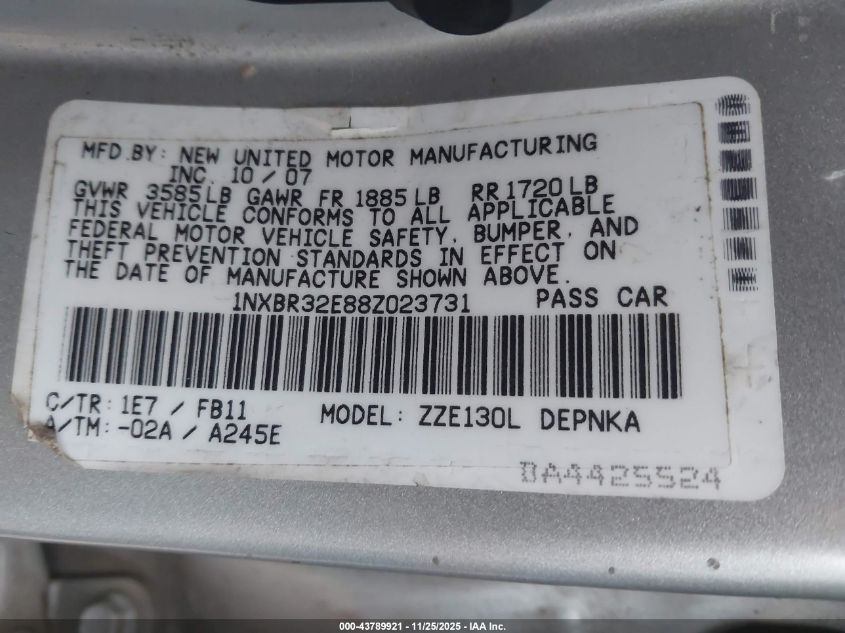 MFD.BY: NEW UNITED MOTOR MANUFACTURING
INC. 10 / 07
GVWR 3585LB GAWR FR 1885LB RR1720LB
THIS VEHICLE CONFORMS TO ALL APPLICABLE
FEDERAL MOTOR VEHICLE SAFETY, BUMPER, AND
THEFT PREVENTION STANDARDS IN EFFECT ON
THE DATE OF MANUFACTURE SHOWN ABOVE.
1NXBR32E88Z023731 PASS CAR
C/TR: 1E7 / FB11 MODEL: ZZE130L DEPNKA
A/TM: -02A / A245E
000-43789921 - 11/25/2025 - IAA Inc.